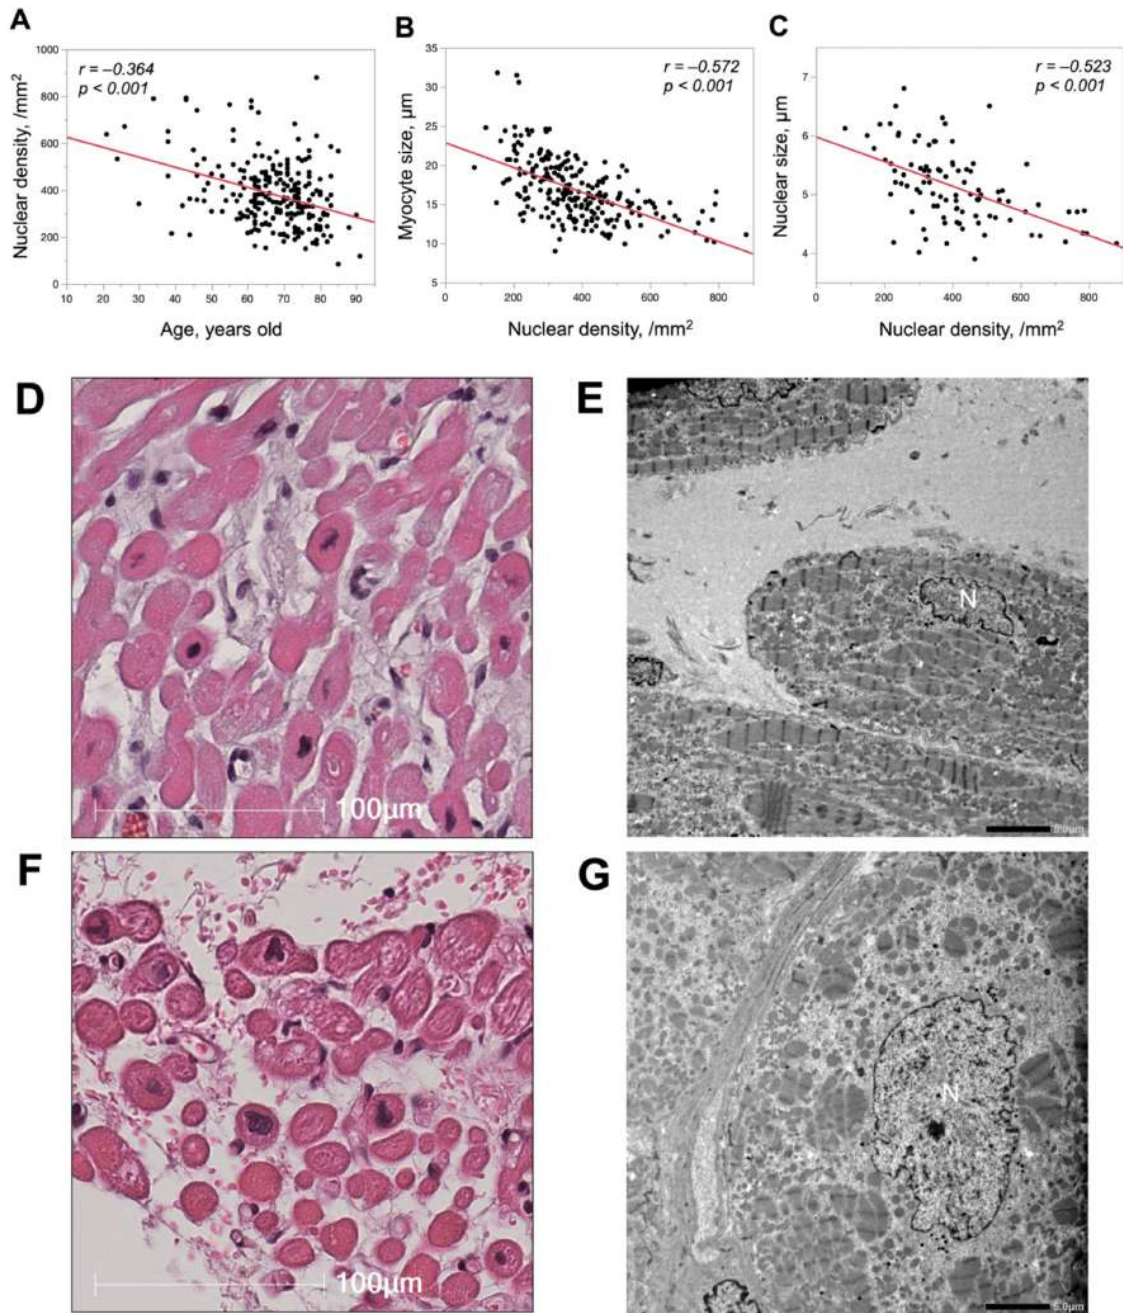 A
B
C
Nuclear density, /mm²
1000
800
600
400
200
0
r = –0.364
p < 0.001
10 20 30 40 50 60 70 80 90
Age, years old
Myocyte size, μm
35
30
25
20
15
10
5
r = –0.572
p < 0.001
0 200 400 600 800
Nuclear density, /mm²
Nuclear size, μm
7
6
5
4
r = –0.523
p < 0.001
0 200 400 600 800
Nuclear density, /mm²
D
100μm
E
N
F
100μm
G
N
5.0μm